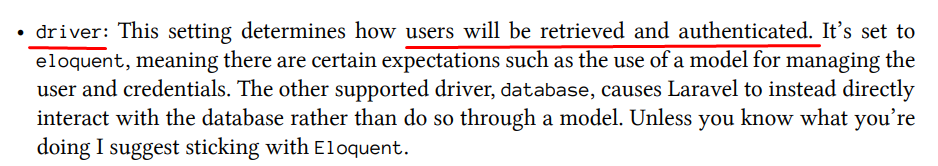 • driver: This setting determines how users will be retrieved and authenticated. It’s set to
eloquent, meaning there are certain expectations such as the use of a model for managing the
user and credentials. The other supported driver, database, causes Laravel to instead directly
interact with the database rather than do so through a model. Unless you know what you’re
doing I suggest sticking with Eloquent.